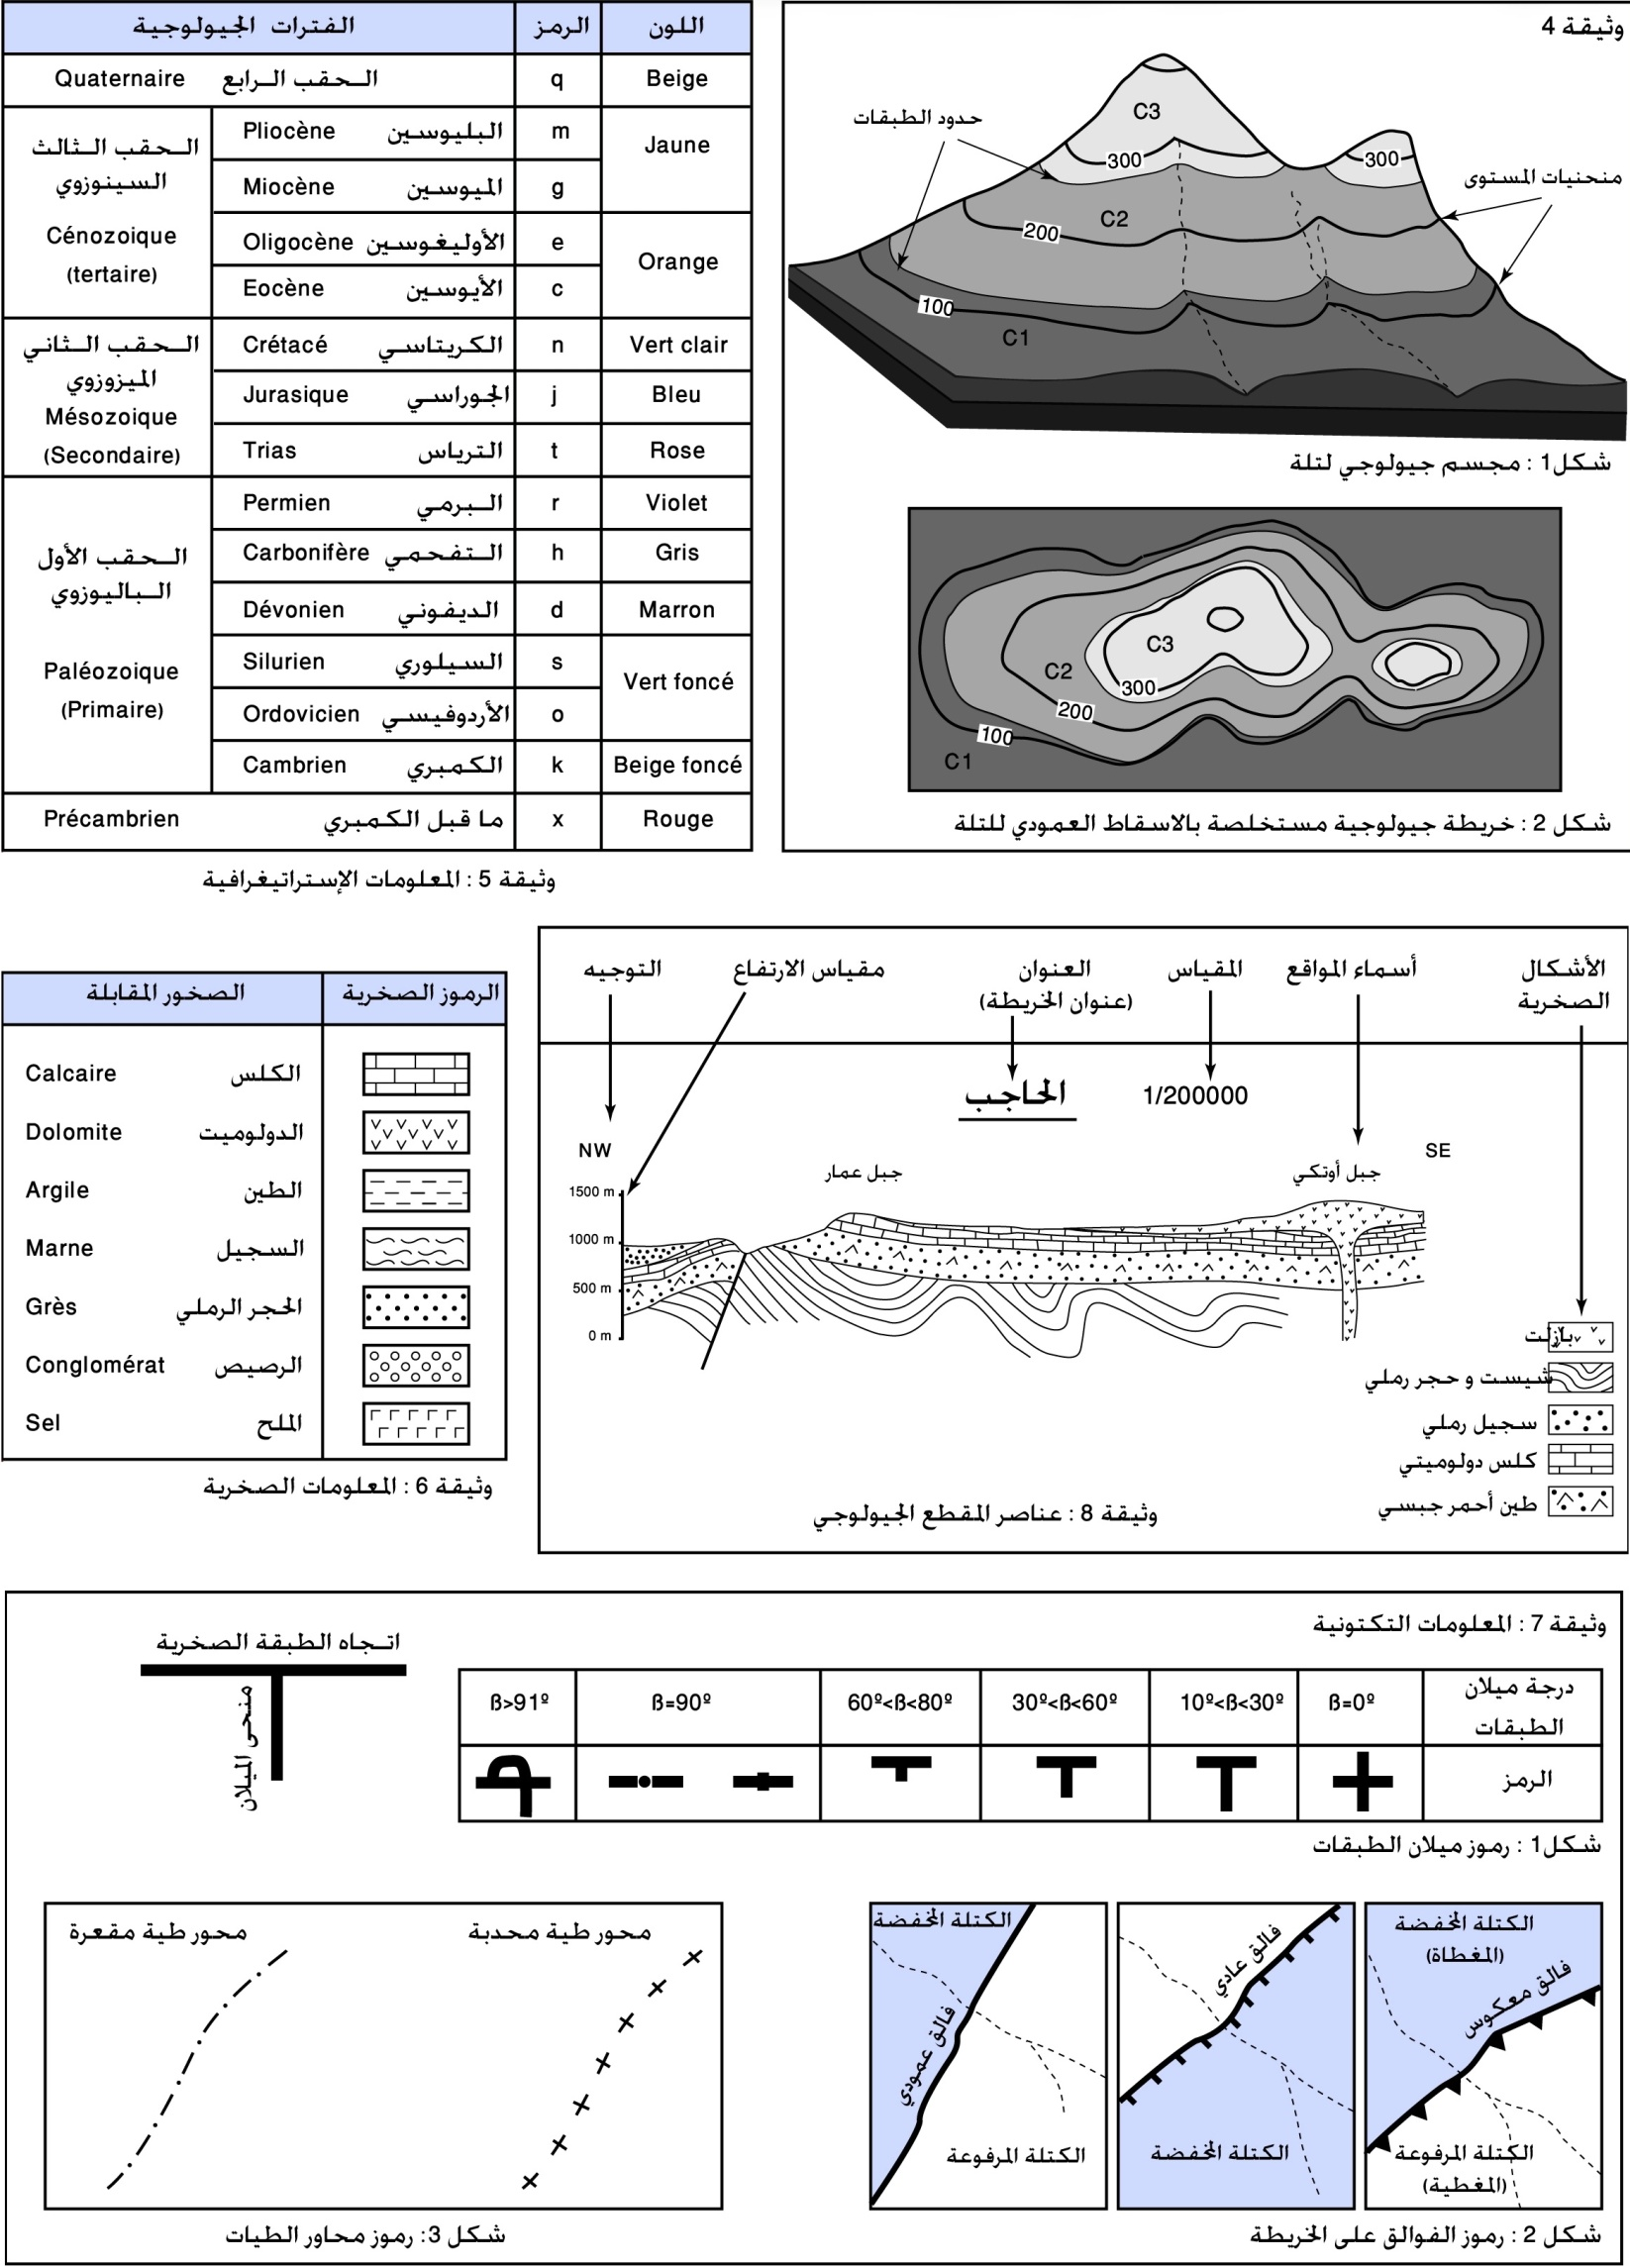 وثيقة 4
C3
حدود الطبقات
300
300
منحنيات المستوى
C2
200
100
C1
شكل1 : مجسم جيولوجي لتلة
C3
C2
300
200
100
C1
شكل 2 : خريطة جيولوجية مستخلصة بالاسقاط العمودي للتلة
الفترات الجيولوجية الرمز اللون
Quaternaire الحقب الرابع q Beige
الحقب الثالث
السينوزوي
Cénozoique
(tertaire)
Pliocène البليوسين m Jaune
Miocène الميوسين g
Oligocène الأوليغوسين e Orange
Eocène الأيوسين c
الحقب الثاني
الميزوزوي
Mésozoique
(Secondaire)
Crétacé الكريتاسي n Vert clair
Jurasique الجوراسي j Bleu
Trias الترياس t Rose
الحقب الأول
الباليوزوي
Paléozoique
(Primaire)
Permien البرمي r Violet
Carbonifère التفحمي h Gris
Dévonien الديفوني d Marron
Silurien السيلوري s Vert foncé
Ordovicien الأردوفيسي o
Cambrien الكمبري k Beige foncé
Précambrien ما قبل الكمبري x Rouge
وثيقة 5 : المعلومات الإستراتيغرافية
الصخور المقابلة الرموز الصخرية
Calcaire الكلس
Dolomite الدولوميت
Argile الطين
Marne السجيل
Grès الحجر الرملي
Conglomérat الرصيص
Sel الملح
وثيقة 6 : المعلومات الصخرية
التوجيه
مقياس الارتفاع
العنوان
(عنوان الخريطة)
المقياس
أسماء المواقع
الأشكال
الصخرية
الحاجب
1/200000
NW
SE
جبل عمار
جبل أوتكي
1500 m
1000 m
500 m
0 m
بازلت
شيست و حجر رملي
سجيل رملي
كلس دولوميتي
طين أحمر جبسي
وثيقة 8 : عناصر المقطع الجيولوجي
وثيقة 7 : المعلومات التكتونية
اتجاه الطبقة الصخرية
منحى الميلان
درجة ميلان
الطبقات
ß=0º
10º<ß<30º
30º<ß<60º
60º<ß<80º
ß=90º
ß>91º
الرمز
شكل1 : رموز ميلان الطبقات
الكتلة المخفضة
(المغطاة)
فالق معكوس
الكتلة المرفوعة
(المغطية)
فالق عادي
الكتلة المخفضة
الكتلة المخفضة
فالق عمودي
الكتلة المرفوعة
شكل 2 : رموز الفوالق على الخريطة
محور طية محدبة
محور طية مقعرة
شكل 3: رموز محاور الطيات